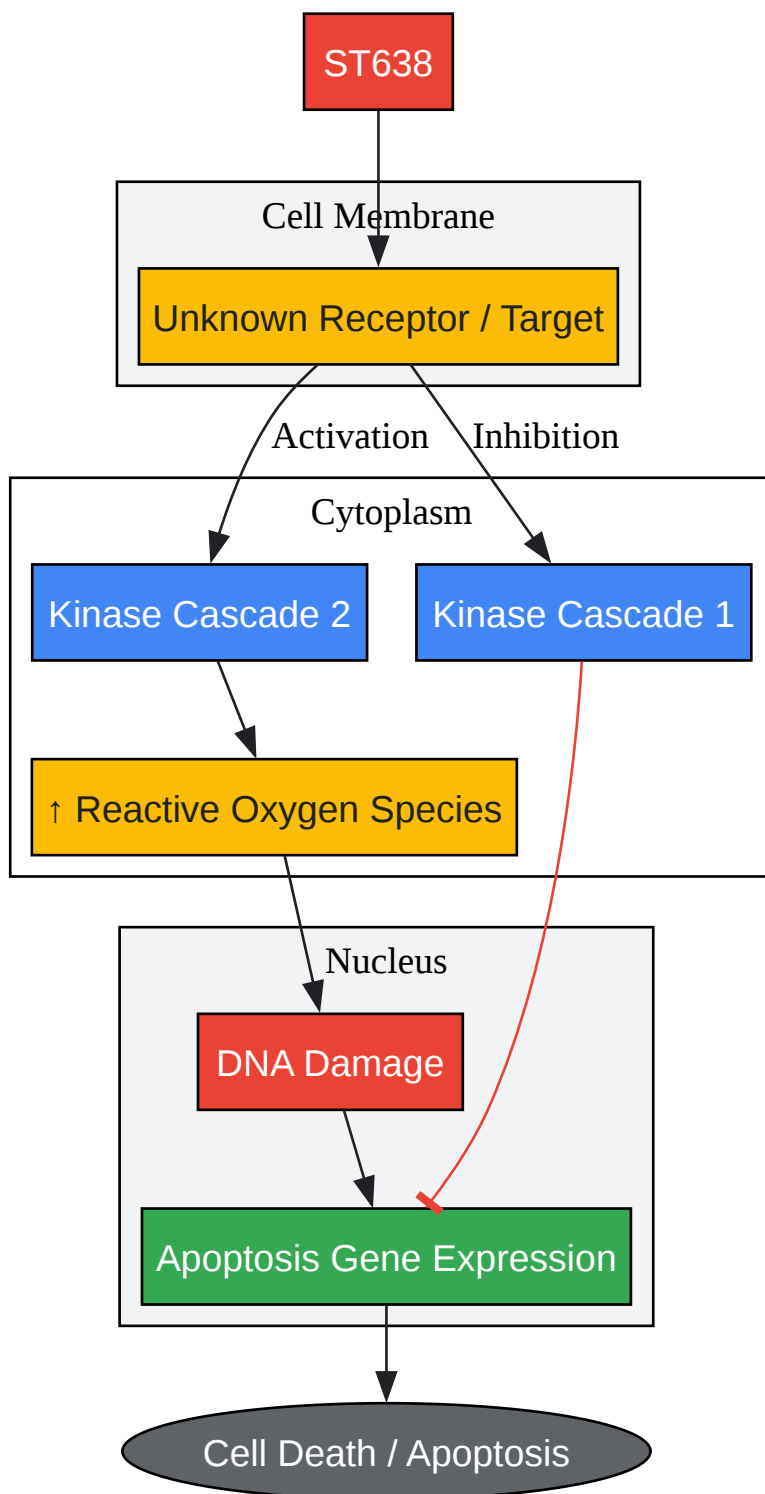 ST638
Cell Membrane
Unknown Receptor / Target
Activation
Inhibition
Cytoplasm
Kinase Cascade 2
Kinase Cascade 1
↑ Reactive Oxygen Species
Nucleus
DNA Damage
Apoptosis Gene Expression
Cell Death / Apoptosis